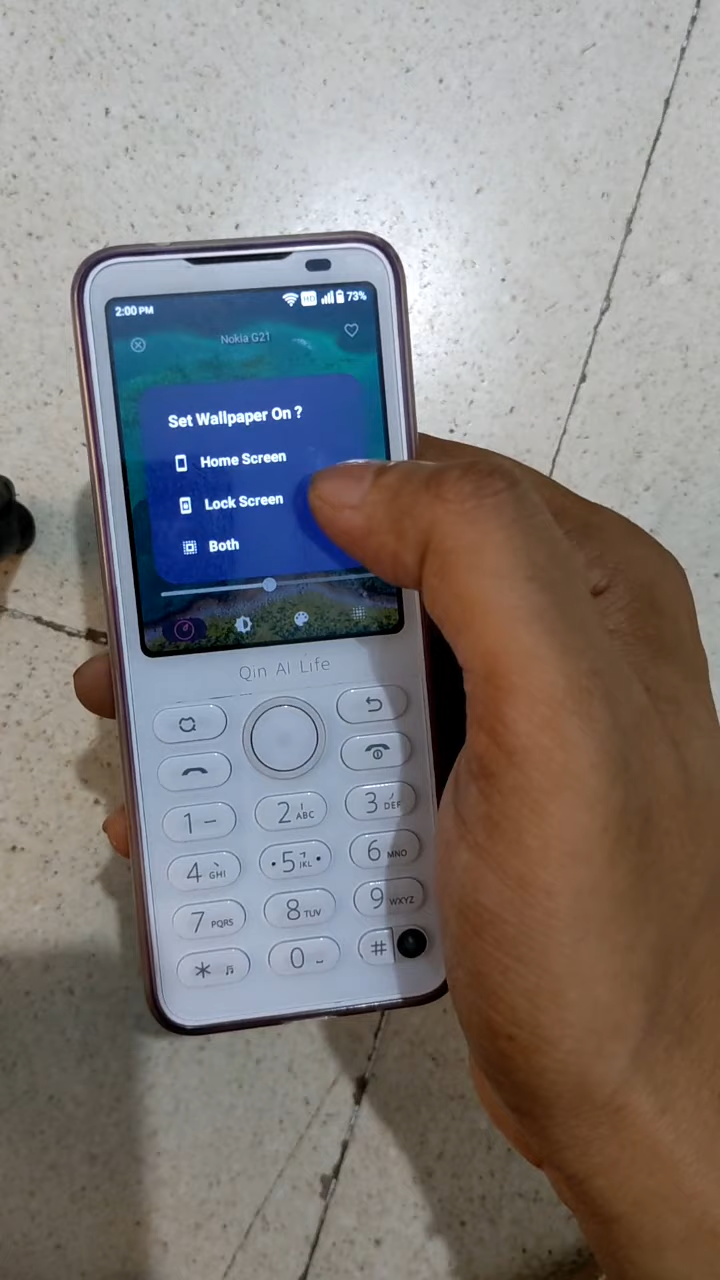 2:00 PM HD 73%
Nokia G21
Set Wallpaper On ?
Home Screen
Lock Screen
Both
Qin AI Life
1 -
2 ABC
3 DEF
4 GHI
5 JKL
6 MNO
7 PQRS
8 TUV
9 WXYZ
*
0
#